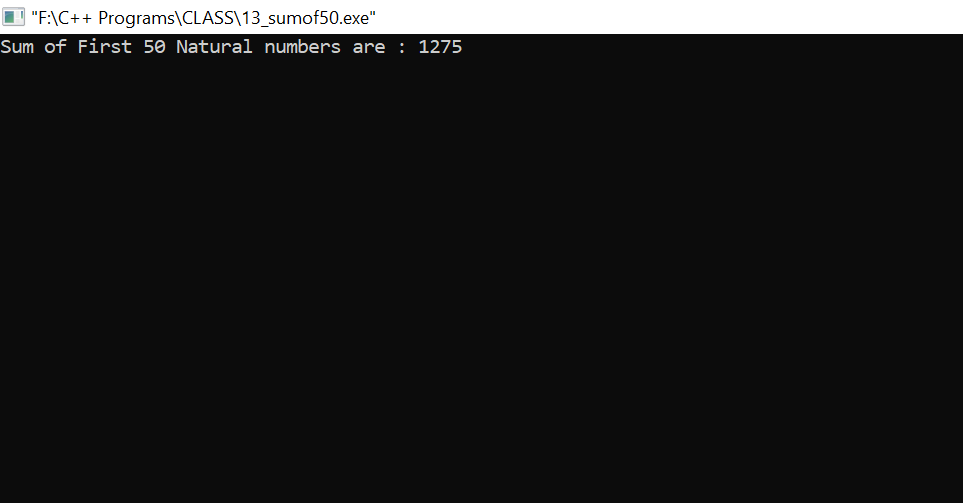 "F:\C++ Programs\CLASS\13_sumof50.exe"
Sum of First 50 Natural numbers are : 1275